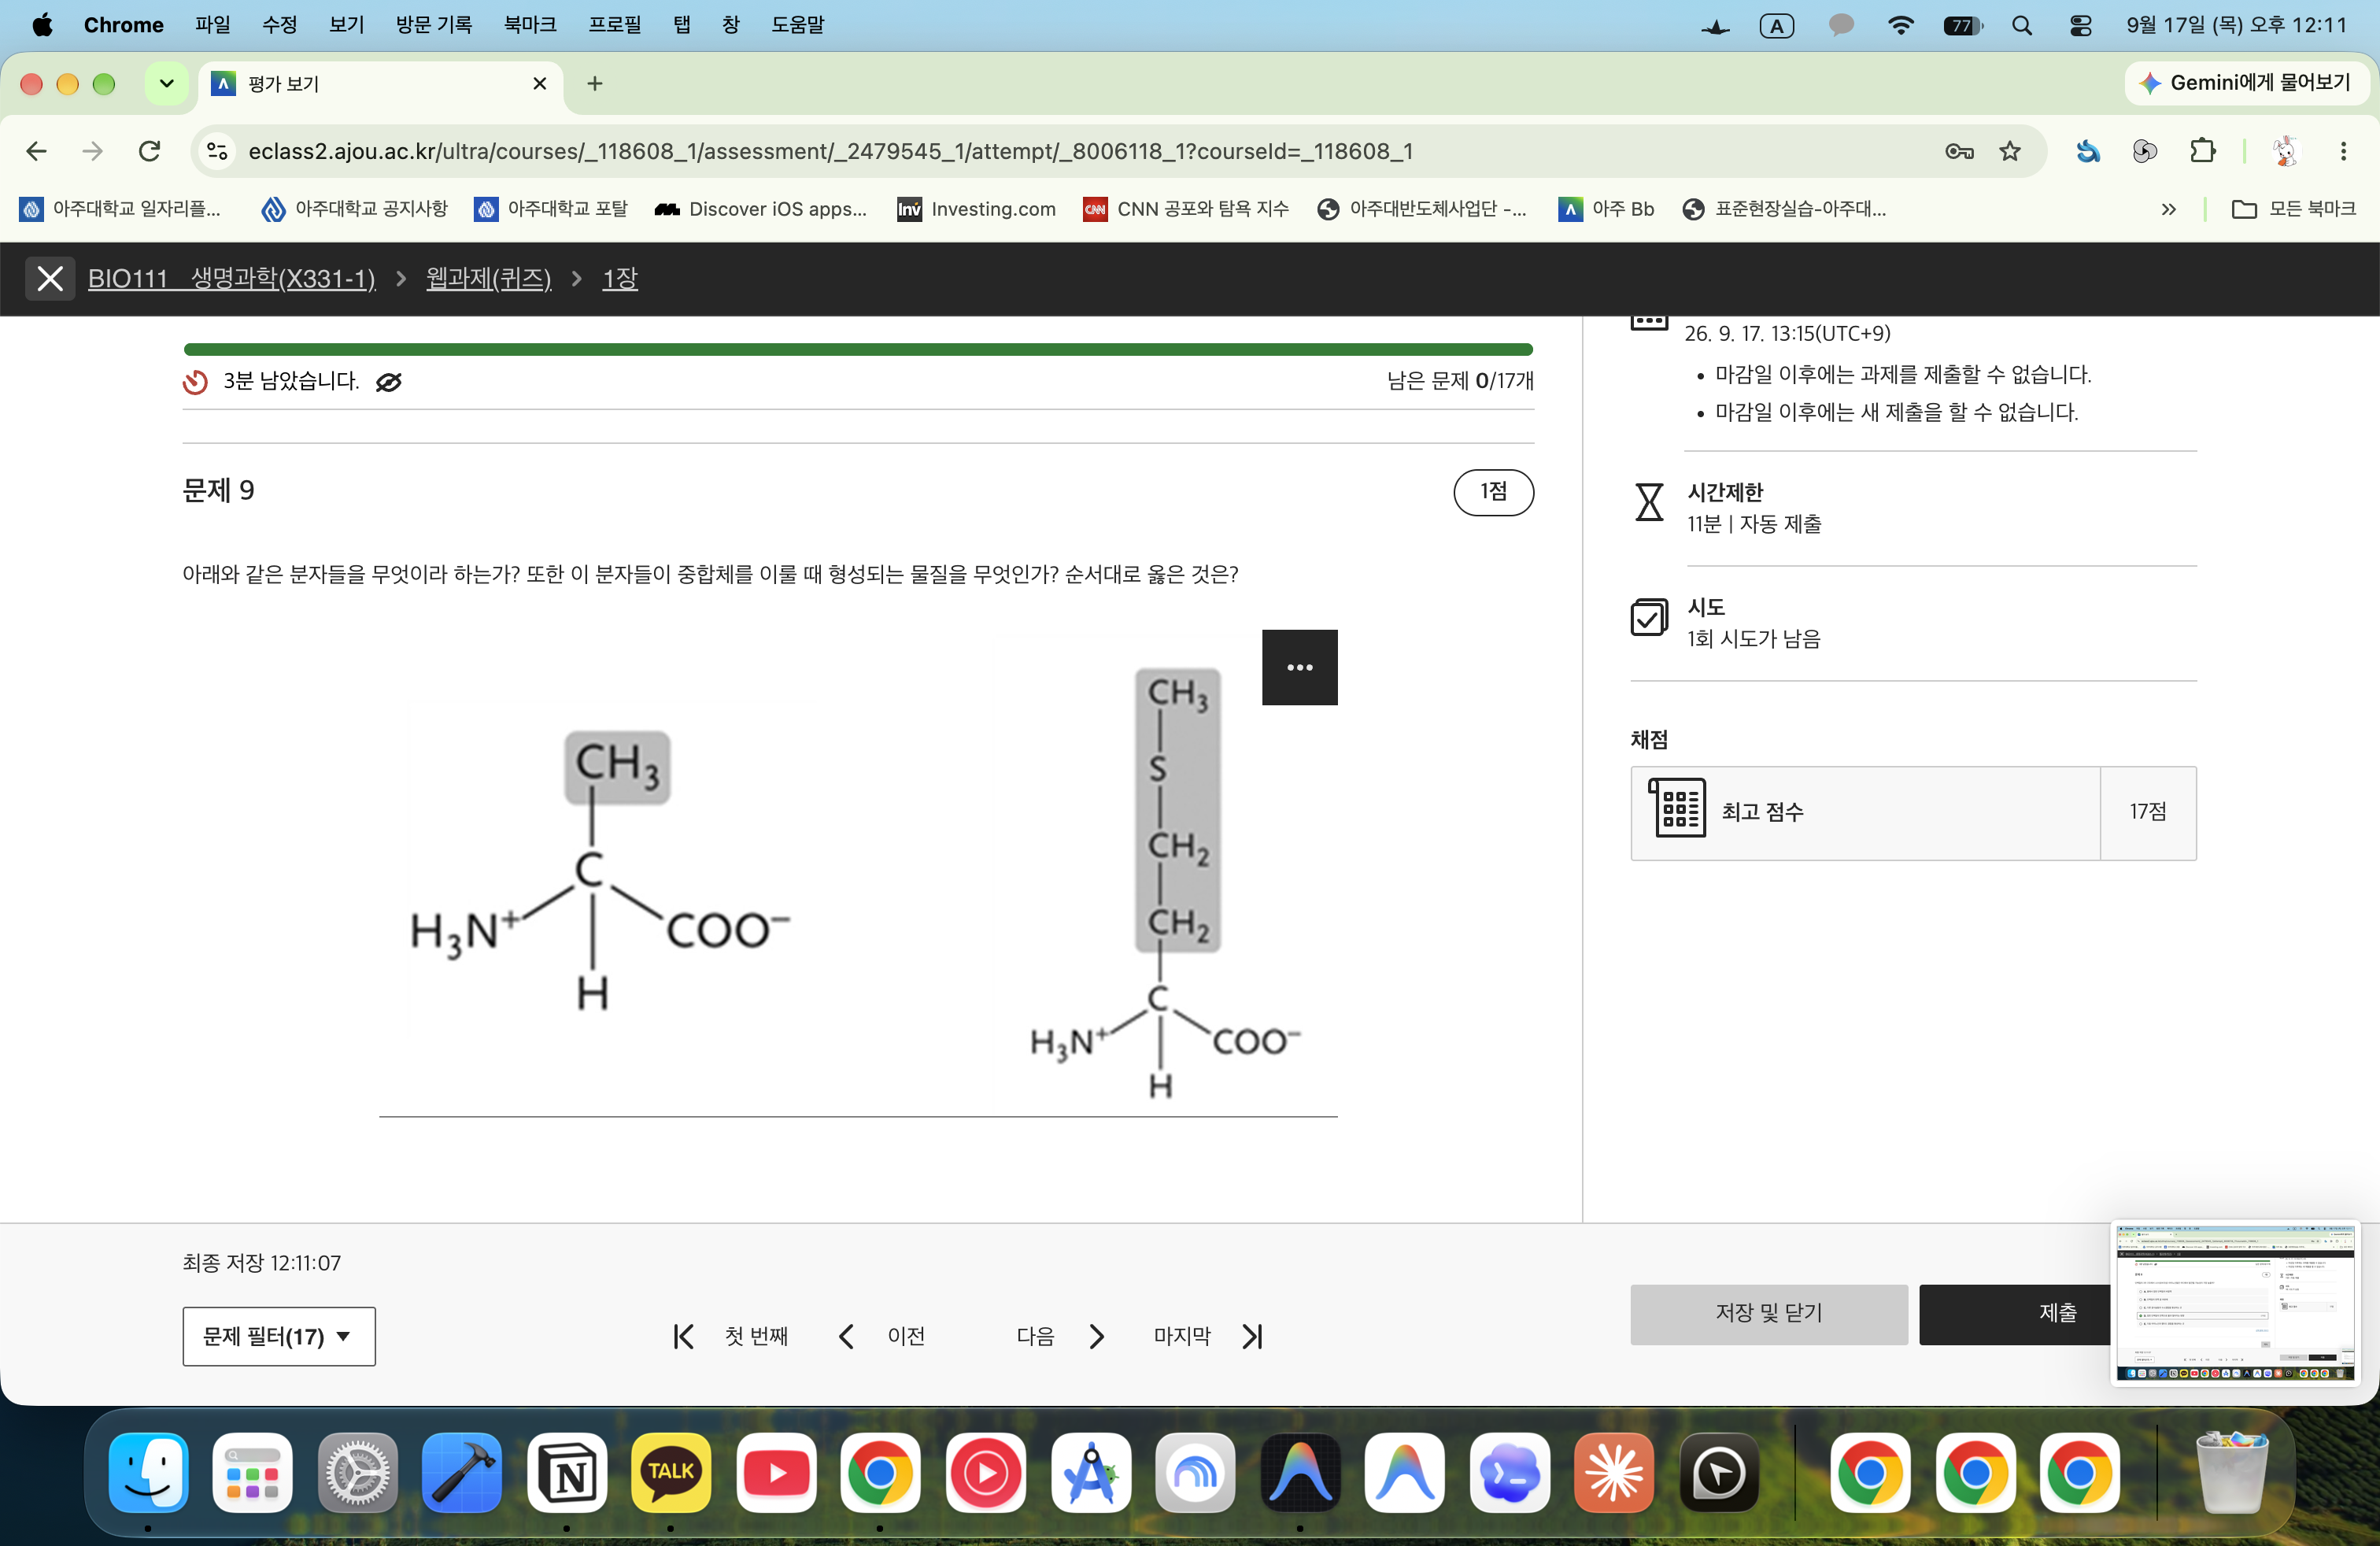 Chrome 파일 수정 보기 방문 기록 북마크 프로필 탭 창 도움말
A 77 9월 17일 (목) 오후 12:11
평가 보기
Gemini에게 물어보기
eclass2.ajou.ac.kr/ultra/courses/_118608_1/assessment/_2479545_1/attempt/_8006118_1?courseId=_118608_1
아주대학교 일자리플... 아주대학교 공지사항 아주대학교 포탈 Discover iOS apps... Inv Investing.com CNN CNN 공포와 탐욕 지수 아주대반도체사업단 -... 아주 Bb 표준현장실습-아주대... 모든 북마크
BIO111 생명과학(X331-1) > 웹과제(퀴즈) > 1장
3분 남았습니다.
남은 문제 0/17개
문제 9
1점
아래와 같은 분자들을 무엇이라 하는가? 또한 이 분자들이 중합체를 이룰 때 형성되는 물질을 무엇인가? 순서대로 옳은 것은?
CH3
C
H3N+ COO−
H
CH3
S
CH2
CH2
C
H3N+ COO−
H
26. 9. 17. 13:15(UTC+9)
• 마감일 이후에는 과제를 제출할 수 없습니다.
• 마감일 이후에는 새 제출을 할 수 없습니다.
시간제한
11분 | 자동 제출
시도
1회 시도가 남음
채점
최고 점수 17점
최종 저장 12:11:07
문제 필터(17)
첫 번째 이전 다음 마지막
저장 및 닫기 제출
TALK